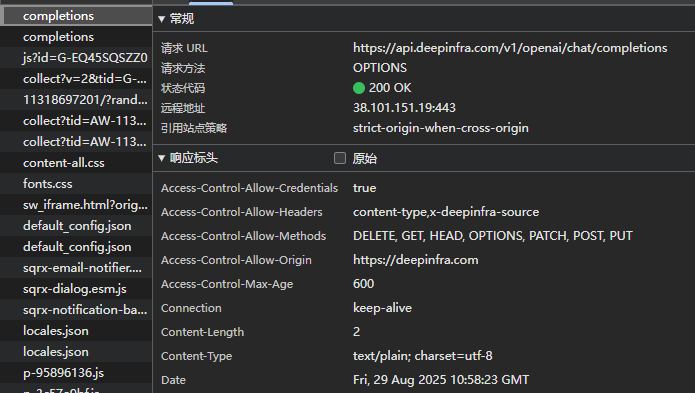 completions
completions
js?id=G-EQ45SQSZZ0
collect?v=2&tid=G-...
11318697201/?rand...
collect?tid=AW-113...
collect?tid=AW-113...
content-all.css
fonts.css
sw_iframe.html?orig...
default_config.json
default_config.json
sqrx-email-notifier....
sqrx-dialog.esm.js
sqrx-notification-ba...
locales.json
locales.json
p-95896136.js
常规
请求 URL https://api.deepinfra.com/v1/openai/chat/completions
请求方法 OPTIONS
状态代码 200 OK
远程地址 38.101.151.19:443
引用站点策略 strict-origin-when-cross-origin
响应标头 原始
Access-Control-Allow-Credentials true
Access-Control-Allow-Headers content-type,x-deepinfra-source
Access-Control-Allow-Methods DELETE, GET, HEAD, OPTIONS, PATCH, POST, PUT
Access-Control-Allow-Origin https://deepinfra.com
Access-Control-Max-Age 600
Connection keep-alive
Content-Length 2
Content-Type text/plain; charset=utf-8
Date Fri, 29 Aug 2025 10:58:23 GMT